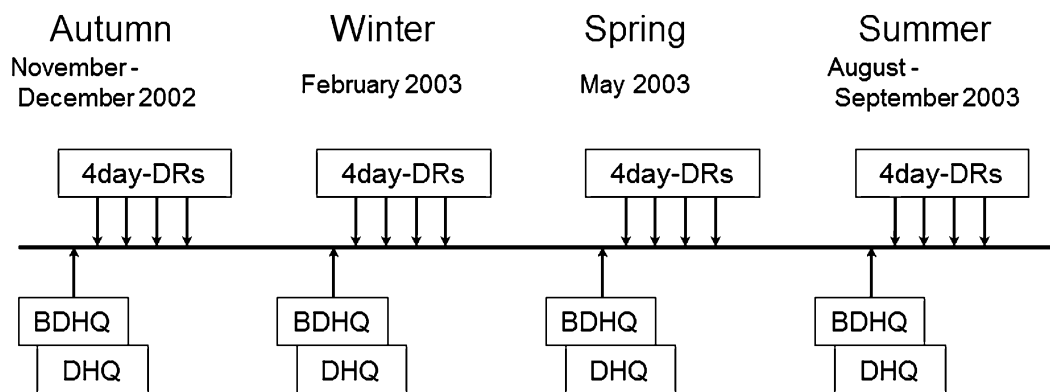 Autumn
Winter
Spring
Summer
November -
December 2002
February 2003
May 2003
August -
September 2003
4day-DRs
4day-DRs
4day-DRs
4day-DRs
BDHQ
BDHQ
BDHQ
BDHQ
DHQ
DHQ
DHQ
DHQ